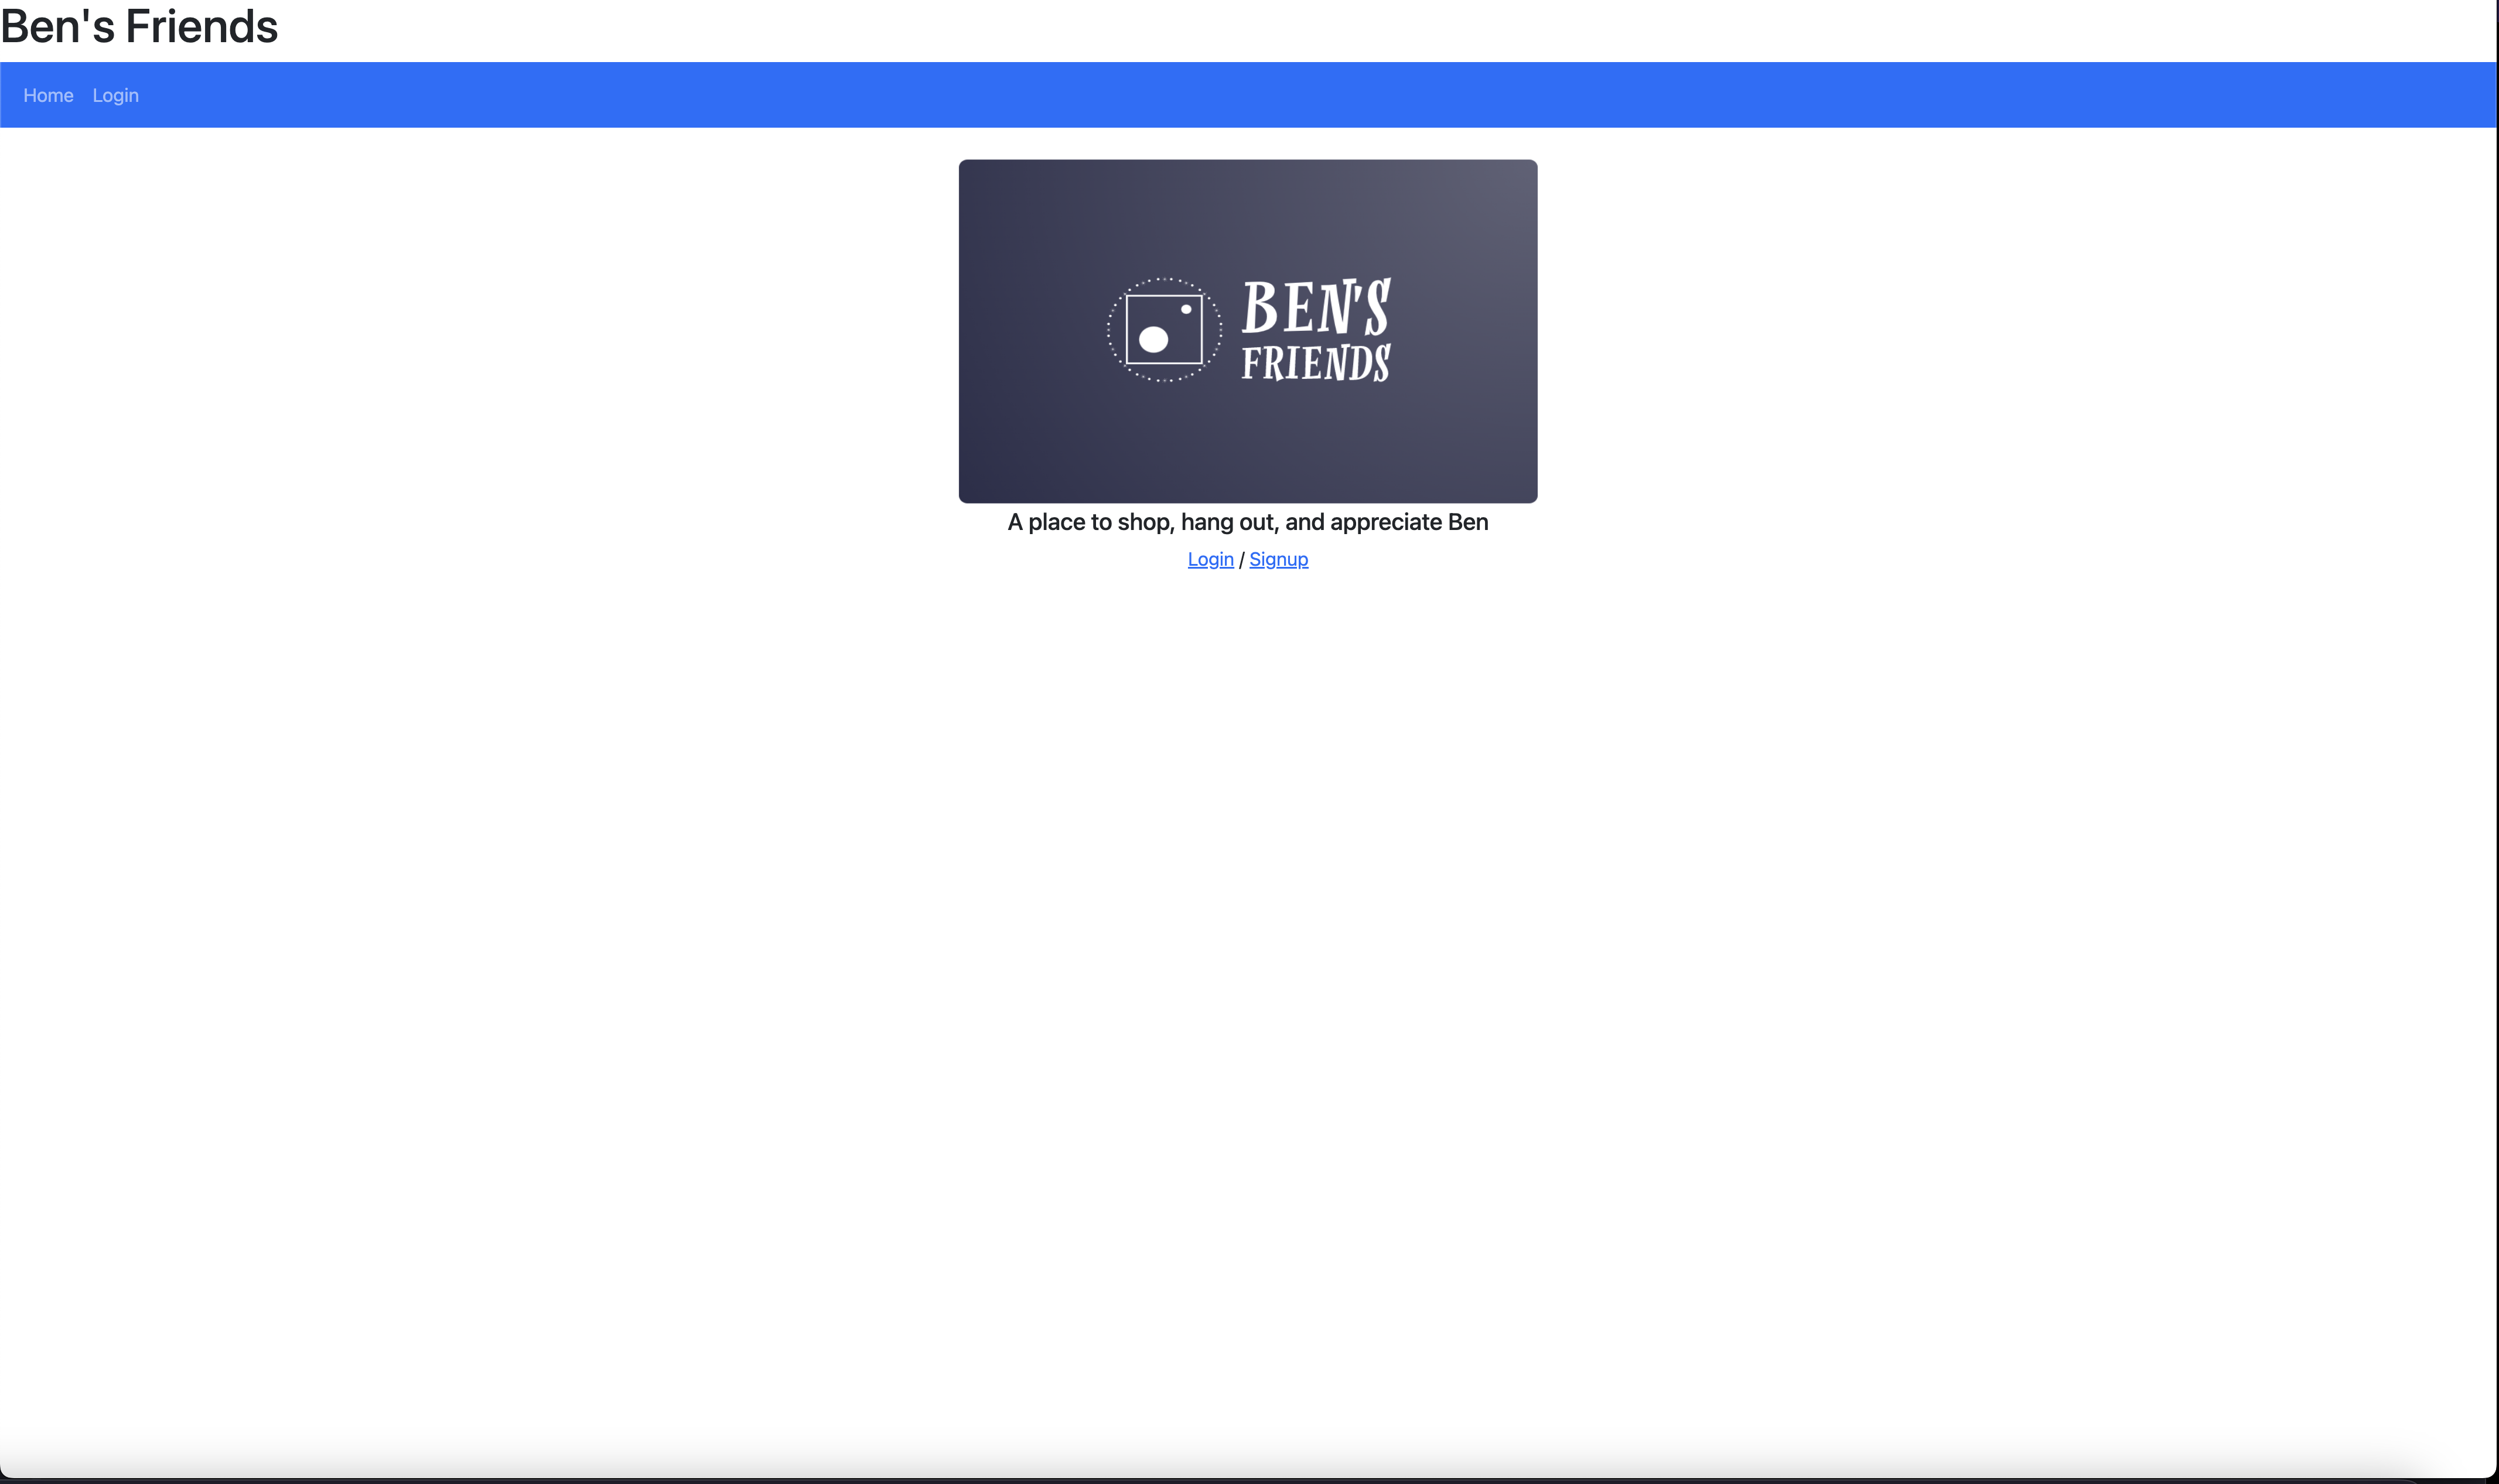 Ben's Friends
Home Login
BEN'S
FRIENDS
A place to shop, hang out, and appreciate Ben
Login / Signup